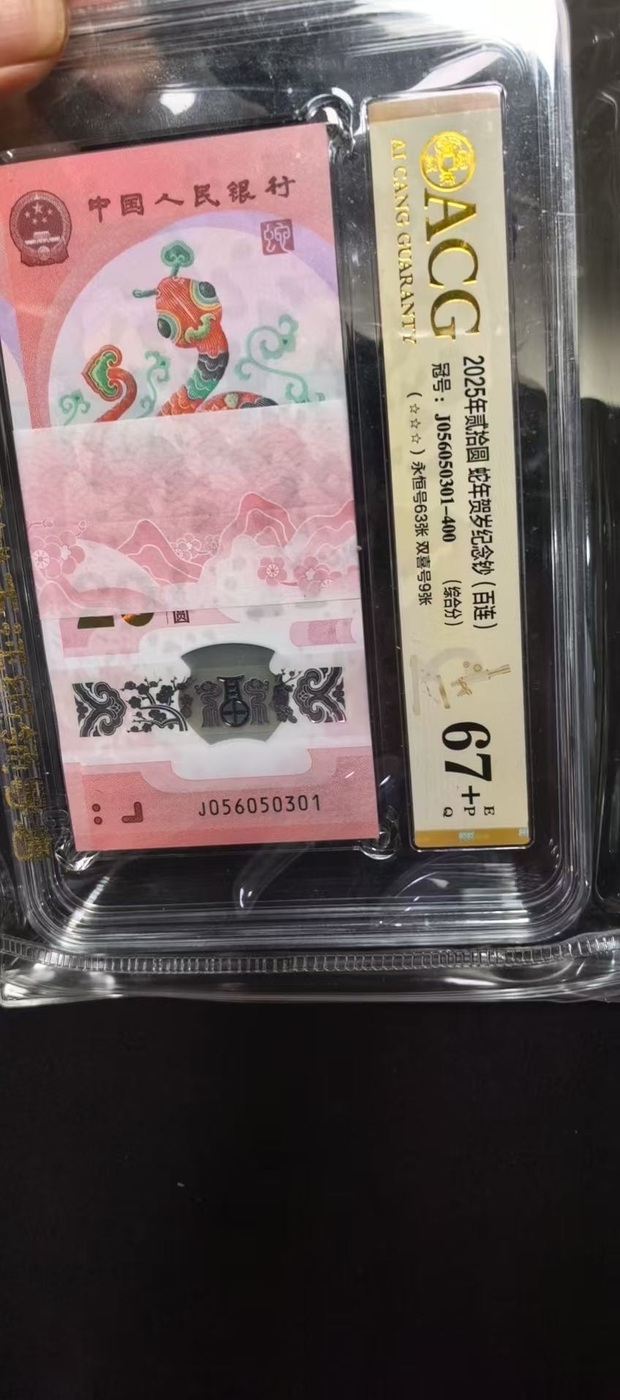 中国人民银行
圆
J056050301
ACG
AI CANG GUARANTY
2025年贰拾圆 蛇年贺岁纪念钞（百连）
冠号：J056050301-400 （综合分）
（☆☆☆）永恒号63张 双喜号9张
67+
E
P
Q